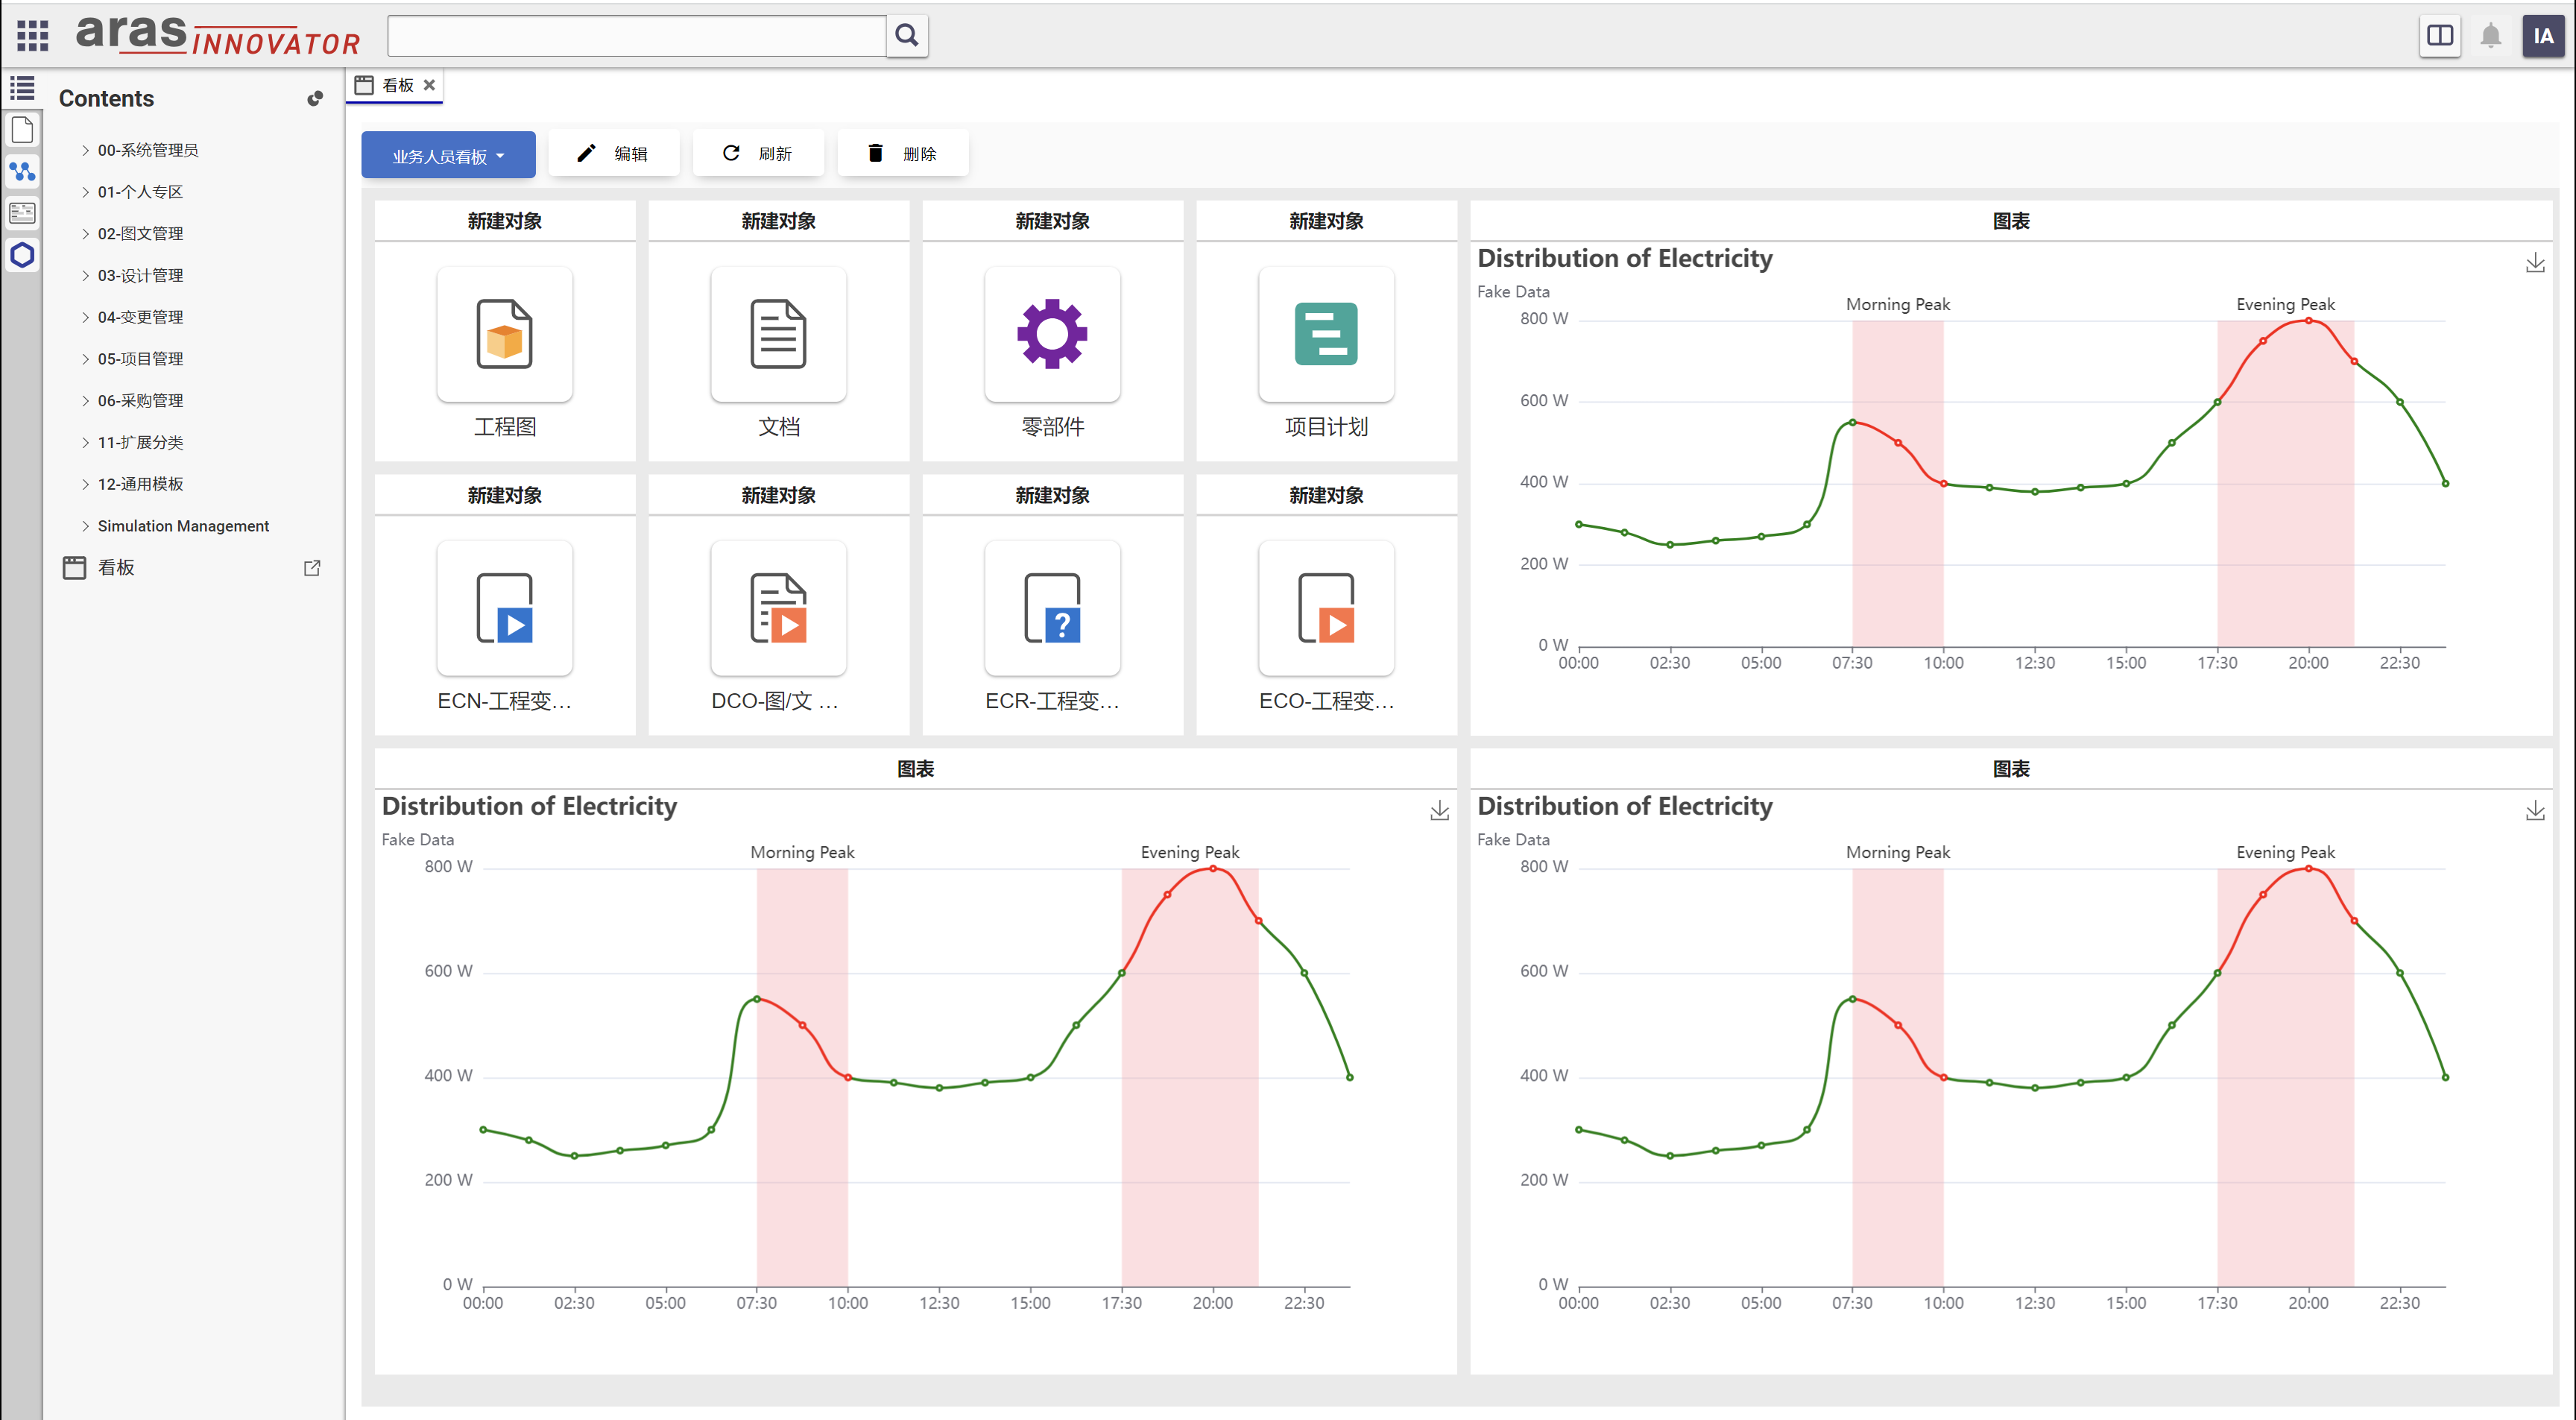 aras INNOVATOR
IA
Contents
00-系统管理员
01-个人专区
02-图文管理
03-设计管理
04-变更管理
05-项目管理
06-采购管理
11-扩展分类
12-通用模板
Simulation Management
看板
看板
业务人员看板
编辑
刷新
删除
新建对象
工程图
新建对象
文档
新建对象
零部件
新建对象
项目计划
新建对象
ECN-工程变...
新建对象
DCO-图/文 ...
新建对象
?
ECR-工程变...
新建对象
ECO-工程变...
图表
Distribution of Electricity
Fake Data
Morning Peak
Evening Peak
800 W
600 W
400 W
200 W
0 W
00:00 02:30 05:00 07:30 10:00 12:30 15:00 17:30 20:00 22:30
图表
Distribution of Electricity
Fake Data
Morning Peak
Evening Peak
800 W
600 W
400 W
200 W
0 W
00:00 02:30 05:00 07:30 10:00 12:30 15:00 17:30 20:00 22:30
图表
Distribution of Electricity
Fake Data
Morning Peak
Evening Peak
800 W
600 W
400 W
200 W
0 W
00:00 02:30 05:00 07:30 10:00 12:30 15:00 17:30 20:00 22:30